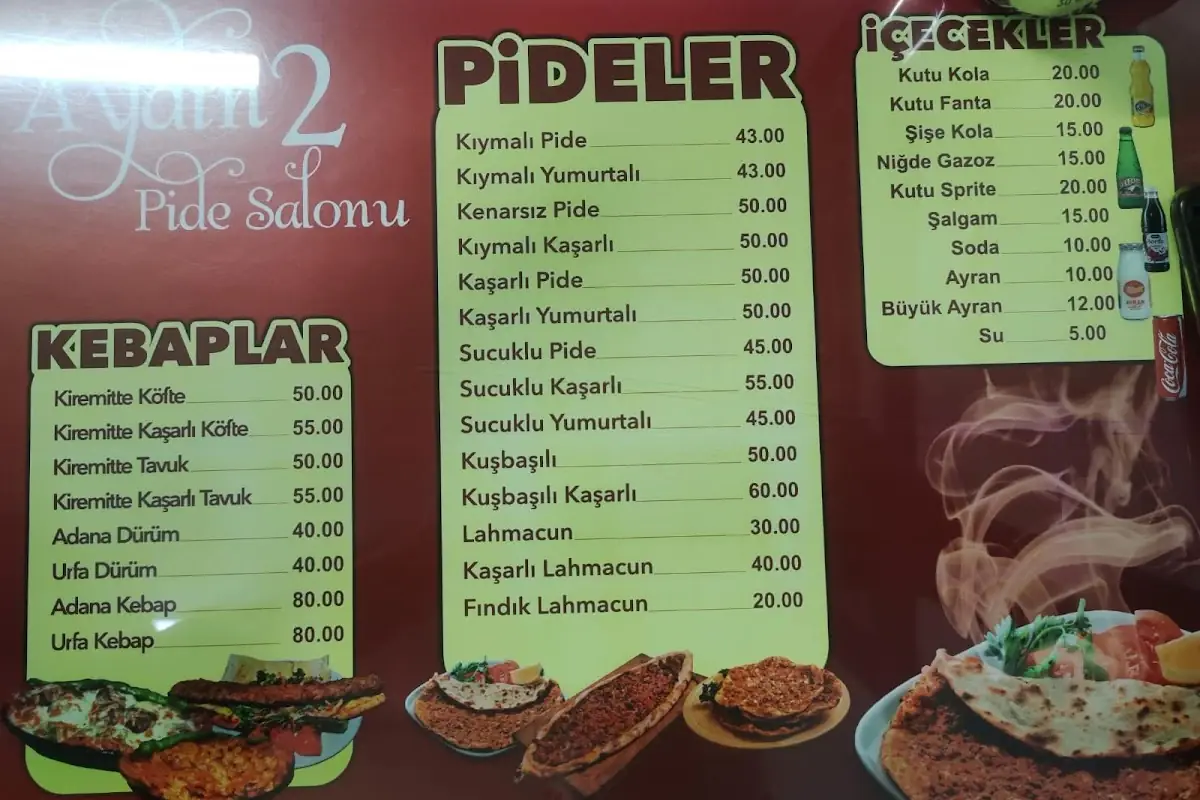 2
Pide Salonu
KEBAPLAR
Kiremitte Köfte 50.00
Kiremitte Kaşarlı Köfte 55.00
Kiremitte Tavuk 50.00
Kiremitte Kaşarlı Tavuk 55.00
Adana Dürüm 40.00
Urfa Dürüm 40.00
Adana Kebap 80.00
Urfa Kebap 80.00
PİDELER
Kıymalı Pide 43.00
Kıymalı Yumurtalı 43.00
Kenarsız Pide 50.00
Kıymalı Kaşarlı 50.00
Kaşarlı Pide 50.00
Kaşarlı Yumurtalı 50.00
Sucuklu Pide 45.00
Sucuklu Kaşarlı 55.00
Sucuklu Yumurtalı 45.00
Kuşbaşılı 50.00
Kuşbaşılı Kaşarlı 60.00
Lahmacun 30.00
Kaşarlı Lahmacun 40.00
Fındık Lahmacun 20.00
İÇECEKLER
Kutu Kola 20.00
Kutu Fanta 20.00
Şişe Kola 15.00
Niğde Gazoz 15.00
Kutu Sprite 20.00
Şalgam 15.00
Soda 10.00
Ayran 10.00
Büyük Ayran 12.00
Su 5.00
Coca-Cola